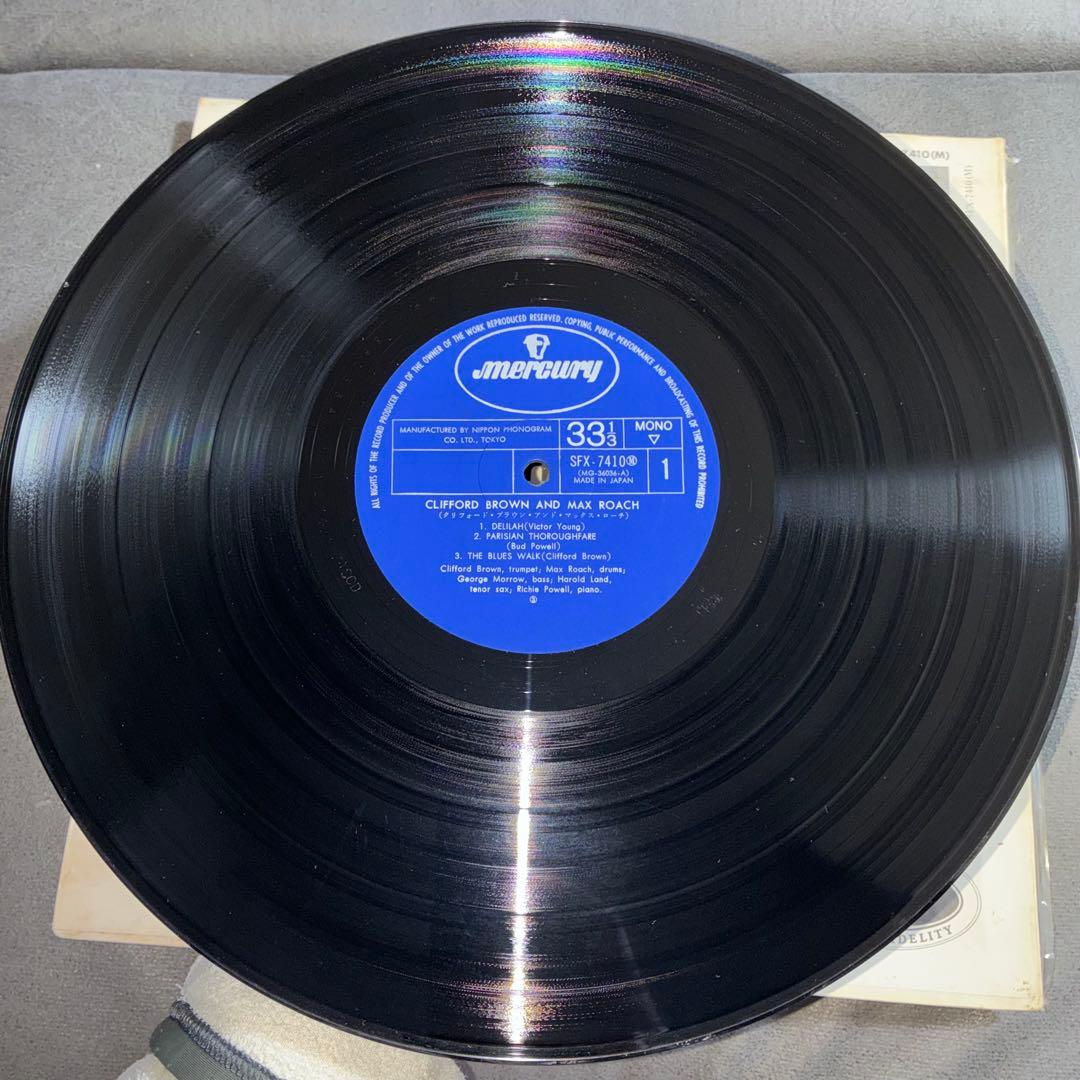 ALL RIGHTS OF THE RECORD PRODUCER AND OF THE OWNER OF THE WORK REPRODUCED RESERVED. COPYING, PUBLIC PERFORMANCE AND BROADCASTING OF THIS RECORD PROHIBITED
mercury
MANUFACTURED BY NIPPON PHONOGRAM
CO. LTD., TOKYO
33 1/3
MONO
SFX-7410Ⓜ
(MG-36036-A)
MADE IN JAPAN
1
CLIFFORD BROWN AND MAX ROACH
(クリフォード・ブラウン・アンド・マックス・ローチ)
1. DELILAH(Victor Young)
2. PARISIAN THOROUGHFARE
(Bud Powell)
3. THE BLUES WALK(Clifford Brown)
Clifford Brown, trumpet; Max Roach, drums;
George Morrow, bass; Harold Land,
tenor sax; Richie Powell, piano.
7410(M)
FX-7410(M)
DELITY